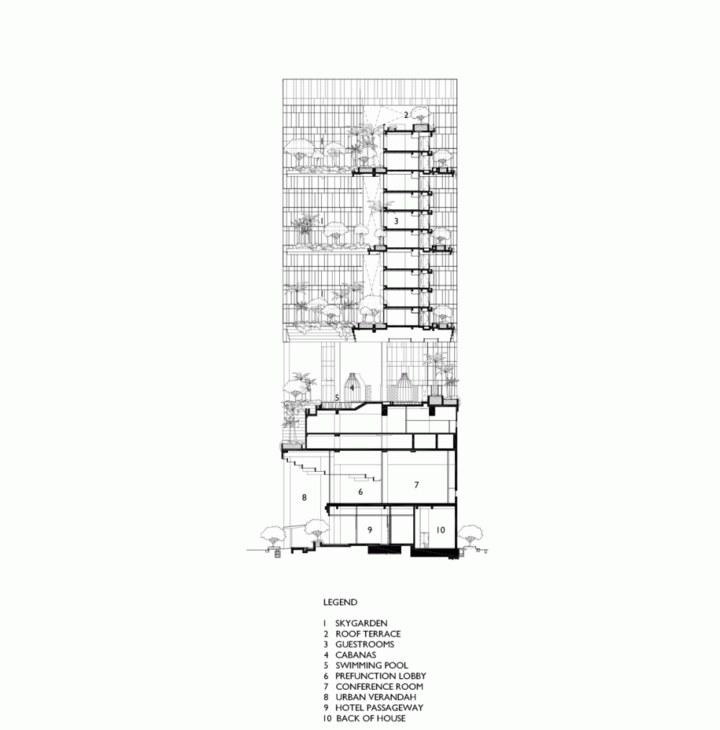 2
1
3
4
5
6
7
8
9
10
LEGEND
1 SKYGARDEN
2 ROOF TERRACE
3 GUESTROOMS
4 CABANAS
5 SWIMMING POOL
6 PREFUNCTION LOBBY
7 CONFERENCE ROOM
8 URBAN VERANDAH
9 HOTEL PASSAGEWAY
10 BACK OF HOUSE